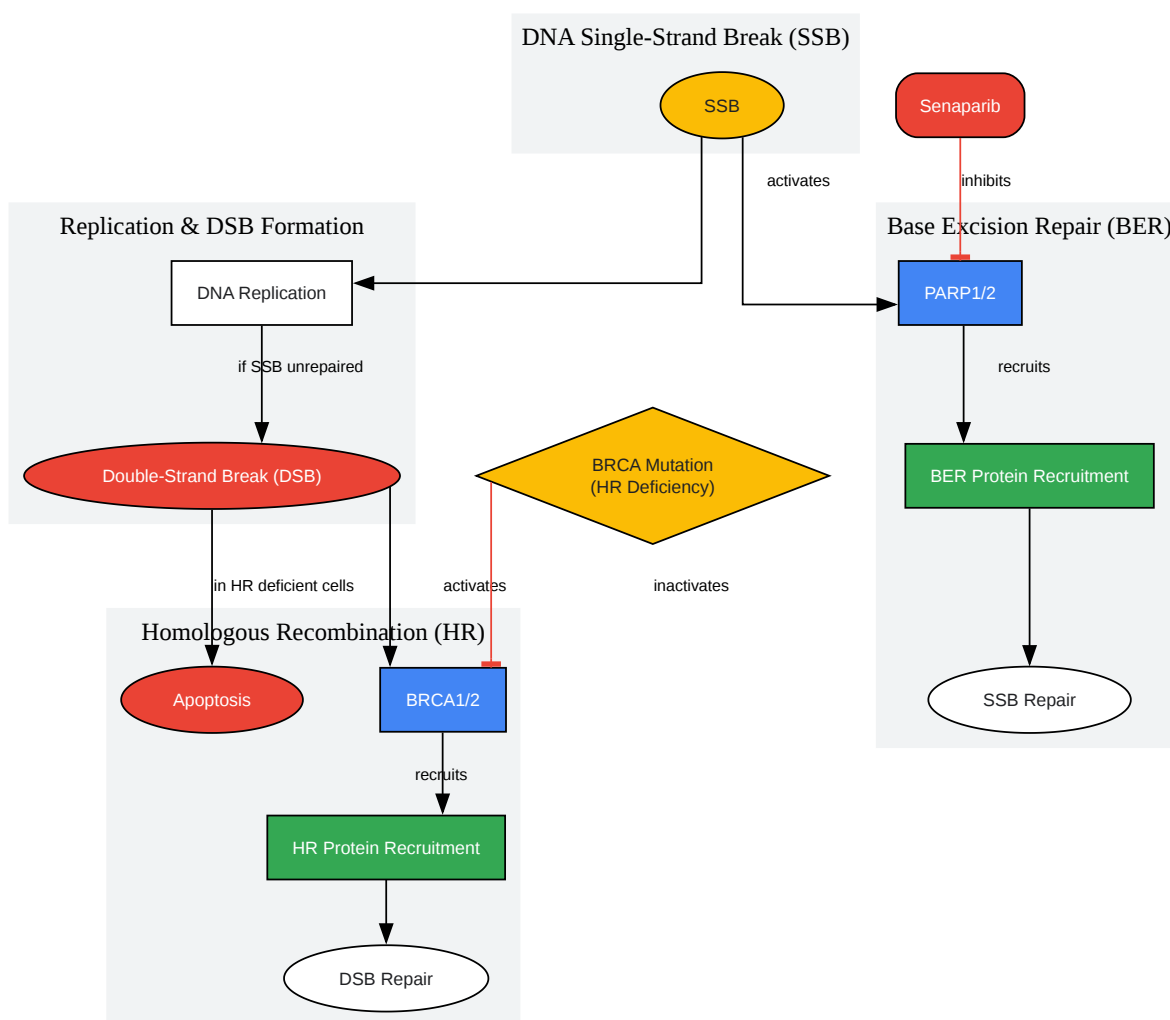 DNA Single-Strand Break (SSB)
SSB
Senaparib
activates
inhibits
Replication & DSB Formation
Base Excision Repair (BER)
DNA Replication
PARP1/2
if SSB unrepaired
recruits
BRCA Mutation
(HR Deficiency)
Double-Strand Break (DSB)
BER Protein Recruitment
in HR deficient cells
activates
inactivates
Homologous Recombination (HR)
Apoptosis
BRCA1/2
SSB Repair
recruits
HR Protein Recruitment
DSB Repair